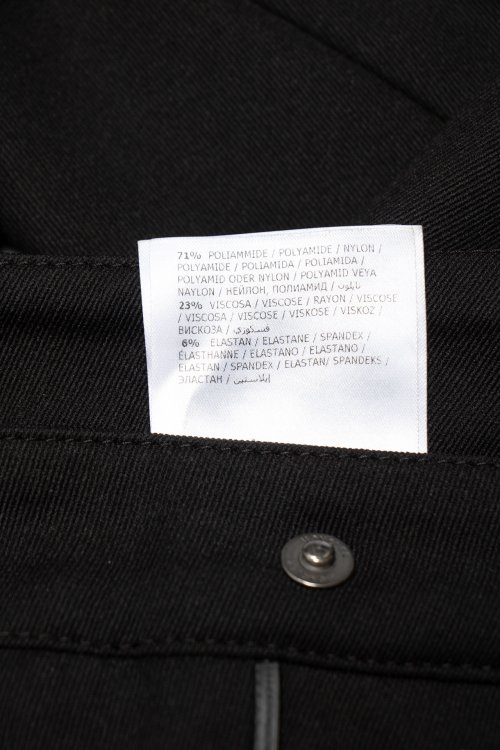 71% POLIAMMIDE / POLYAMIDE / NYLON /
POLYAMIDE / POLIAMIDA / POLIAMIDA /
POLYAMID ODER NYLON / POLYAMID VEYA
NAYLON / НЕЙЛОН, ПОЛИАМИД / نايلون
23% VISCOSA / VISCOSE / RAYON / VISCOSE
/ VISCOSA / VISCOSE / VISKOSE / VISKOZ /
ВИСКОЗА / فسكوزي
6% ELASTAN / ELASTANE / SPANDEX /
ÉLASTHANNE / ELASTANO / ELASTANO /
ELASTAN / SPANDEX / ELASTAN/ SPANDEKS /
ЭЛАСТАН / إيلاستين